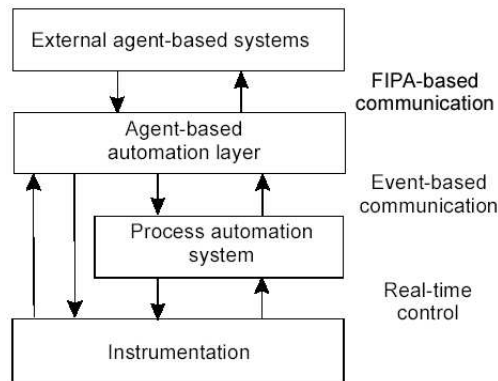 External agent-based systems
FIPA-based
communication
Agent-based
automation layer
Event-based
communication
Process automation
system
Real-time
control
Instrumentation